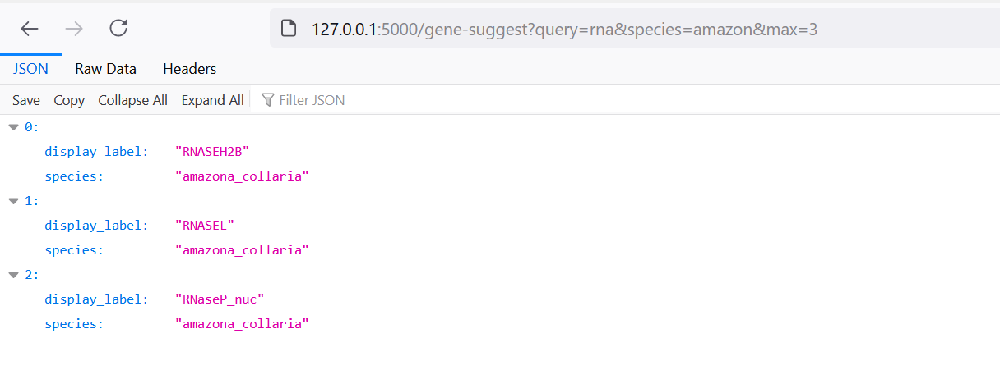 127.0.0.1:5000/gene-suggest?query=rna&species=amazon&max=3
JSON Raw Data Headers
Save Copy Collapse All Expand All Filter JSON
0:
display_label: "RNASEH2B"
species: "amazona_collaria"
1:
display_label: "RNASEL"
species: "amazona_collaria"
2:
display_label: "RNaseP_nuc"
species: "amazona_collaria"